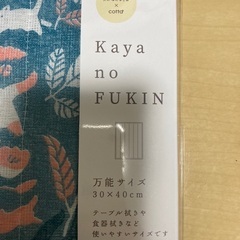 ×
Kaya
no
FUKIN
万能サイズ
30×40cm
テーブル拭きや
食器拭きなど
使いやすいサイズです